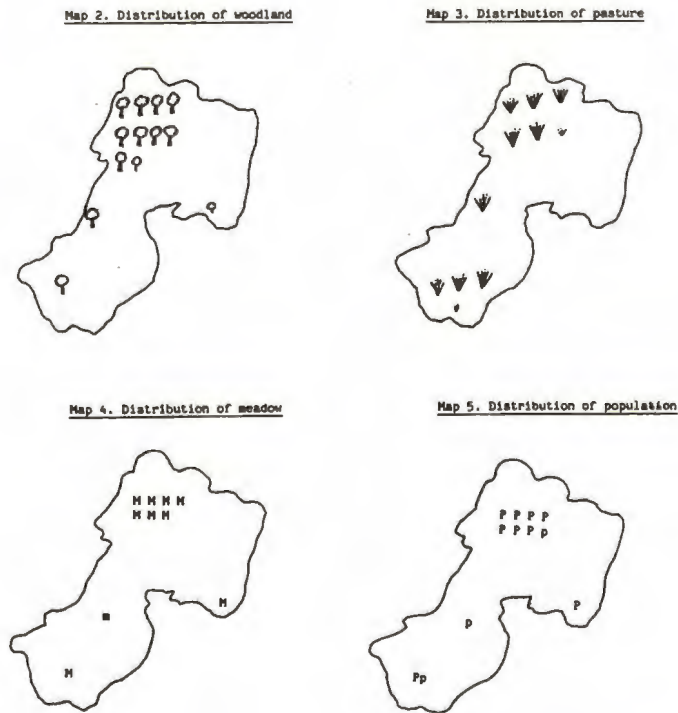 Map 2. Distribution of woodland
Map 3. Distribution of pasture
Map 4. Distribution of meadow
M M M M
M M M
M
m
M
Map 5. Distribution of population
P P P P
P P P p
P
p
Pp